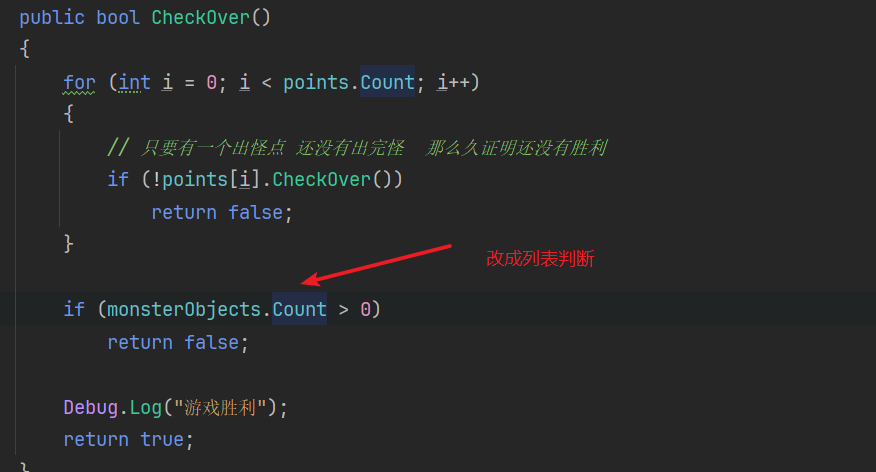 public bool CheckOver()
{
for (int i = 0; i < points.Count; i++)
{
// 只要有一个出怪点 还没有出完怪  那么久证明还没有胜利
if (!points[i].CheckOver())
return false;
}
改成列表判断
if (monsterObjects.Count > 0)
return false;
Debug.Log("游戏胜利");
return true;
}